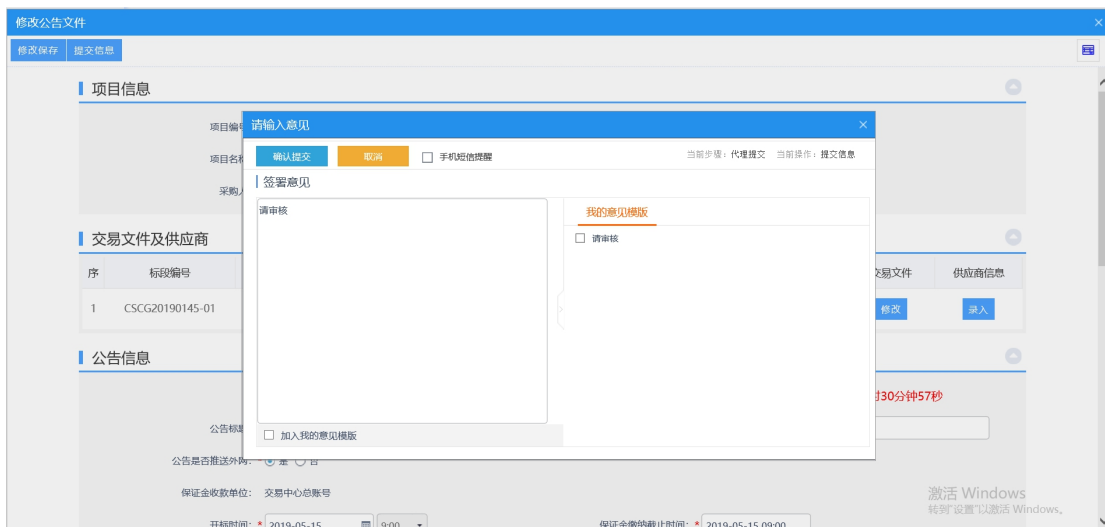 修改公告文件
修改保存 提交信息
项目信息
项目编
项目名
采购
请输入意见
确认提交 取消 手机短信提醒 当前步骤：代理提交 当前操作：提交信息
签署意见
请审核
我的意见模版
请审核
加入我的意见模版
交易文件及供应商
序 标段编号 交易文件 供应商信息
1 CSCG20190145-01 修改 录入
公告信息
30分钟57秒
公告标
公告是否推送外网：* 是 否
保证金收款单位： 交易中心总账号
开标时间：* 2019-05-15 9:00 保证金缴纳截止时间：* 2019-05-15 09:00
激活 Windows
转到"设置"以激活 Windows。